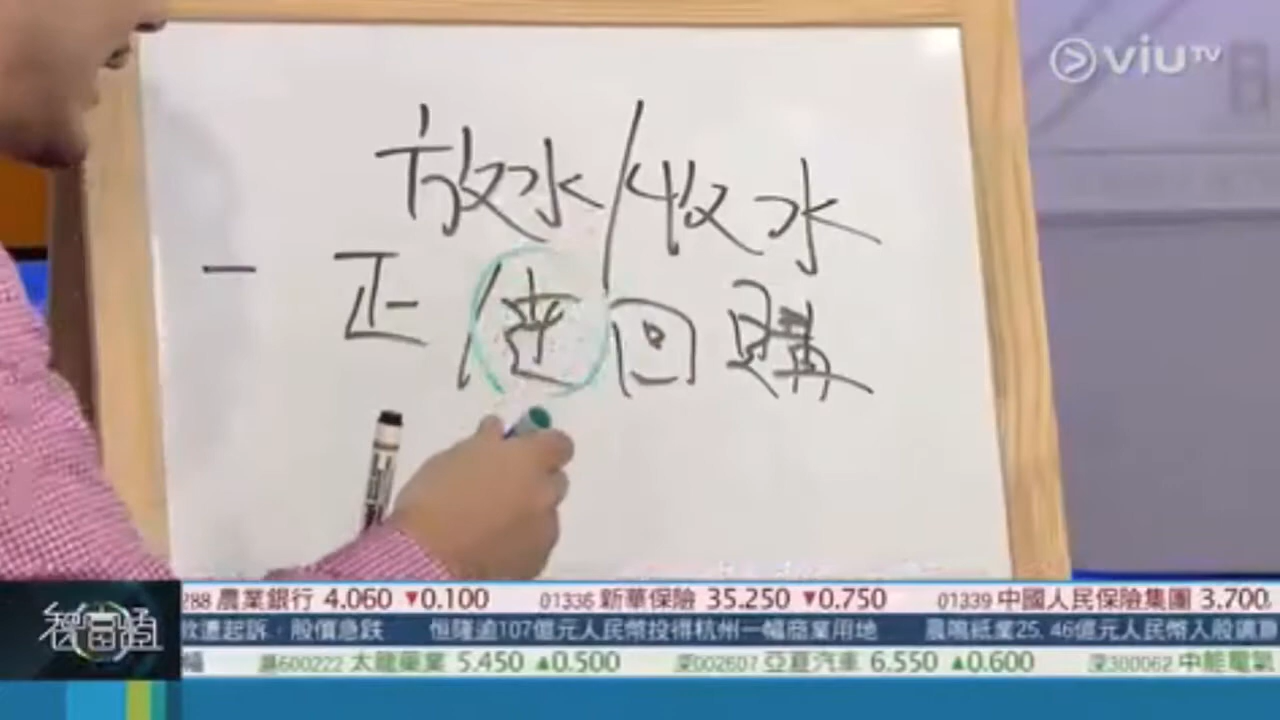 viuTV
放水/收水
- 正/逆回購
智富通
288 農業銀行 4.060 ▼0.100 01336 新華保險 35.250 ▼0.750 01339 中國人民保險集團 3.700
遭起訴,股價急跌 恒隆逾107億元人民幣投得杭州一幅商業用地 晨鳴紙業25.46億元人民幣入股
幅 滬600222 太龍藥業 5.450 ▲0.500 深002607 亞夏汽車 6.550 ▲0.600 深300062 中能電氣